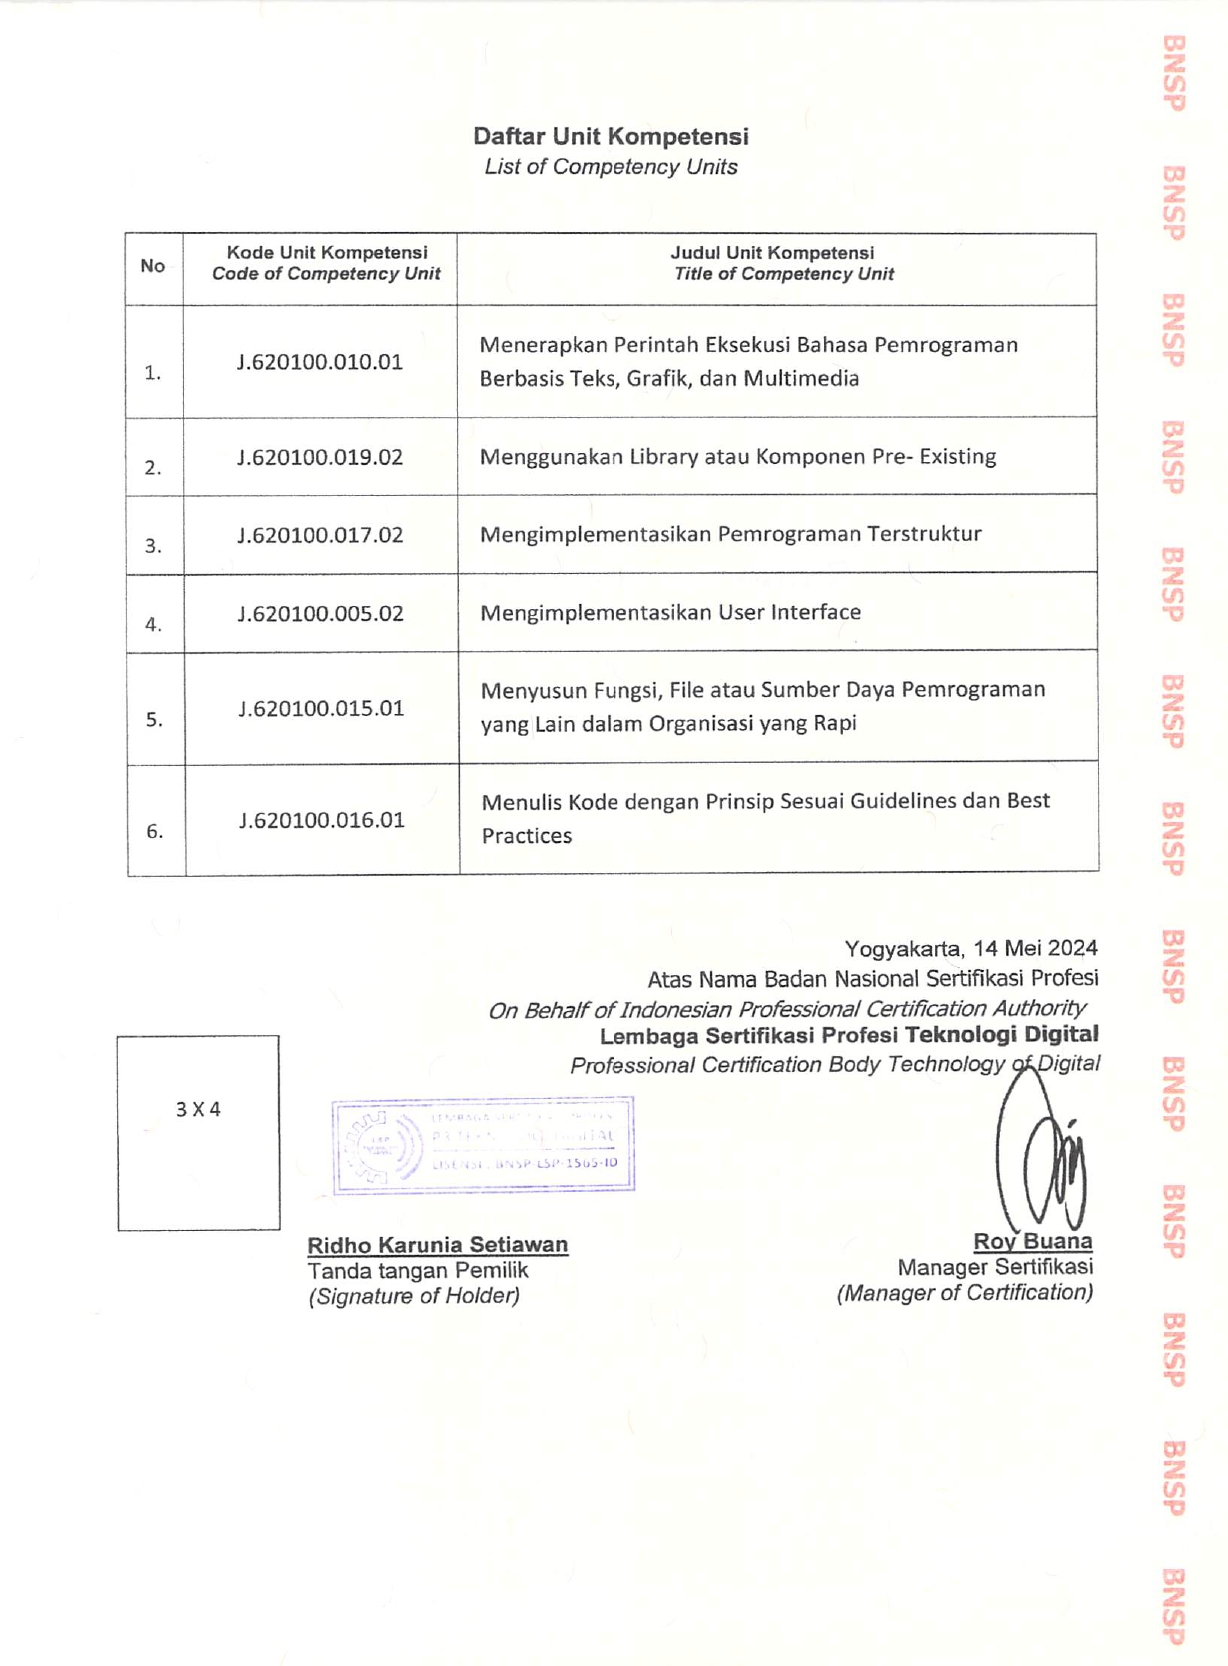 Daftar Unit Kompetensi
List of Competency Units
No
Kode Unit Kompetensi
Code of Competency Unit
Judul Unit Kompetensi
Title of Competency Unit
1.
J.620100.010.01
Menerapkan Perintah Eksekusi Bahasa Pemrograman
Berbasis Teks, Grafik, dan Multimedia
2.
J.620100.019.02
Menggunakan Library atau Komponen Pre- Existing
3.
J.620100.017.02
Mengimplementasikan Pemrograman Terstruktur
4.
J.620100.005.02
Mengimplementasikan User Interface
5.
J.620100.015.01
Menyusun Fungsi, File atau Sumber Daya Pemrograman
yang Lain dalam Organisasi yang Rapi
6.
J.620100.016.01
Menulis Kode dengan Prinsip Sesuai Guidelines dan Best
Practices
Yogyakarta, 14 Mei 2024
Atas Nama Badan Nasional Sertifikasi Profesi
On Behalf of Indonesian Professional Certification Authority
Lembaga Sertifikasi Profesi Teknologi Digital
Professional Certification Body Technology of Digital
3 X 4
LISENSI : BNSP-LSP-1565-ID
Ridho Karunia Setiawan
Tanda tangan Pemilik
(Signature of Holder)
Roy Buana
Manager Sertifikasi
(Manager of Certification)
BNSP
BNSP
BNSP
BNSP
BNSP
BNSP
BNSP
BNSP
BNSP
BNSP
BNSP
BNSP
BNSP